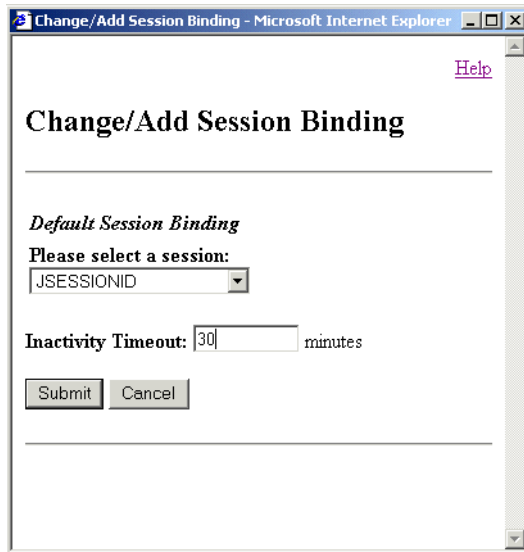 Change/Add Session Binding - Microsoft Internet Explorer
Help
Change/Add Session Binding
Default Session Binding
Please select a session:
JSESSIONID
Inactivity Timeout: 30 minutes
Submit Cancel